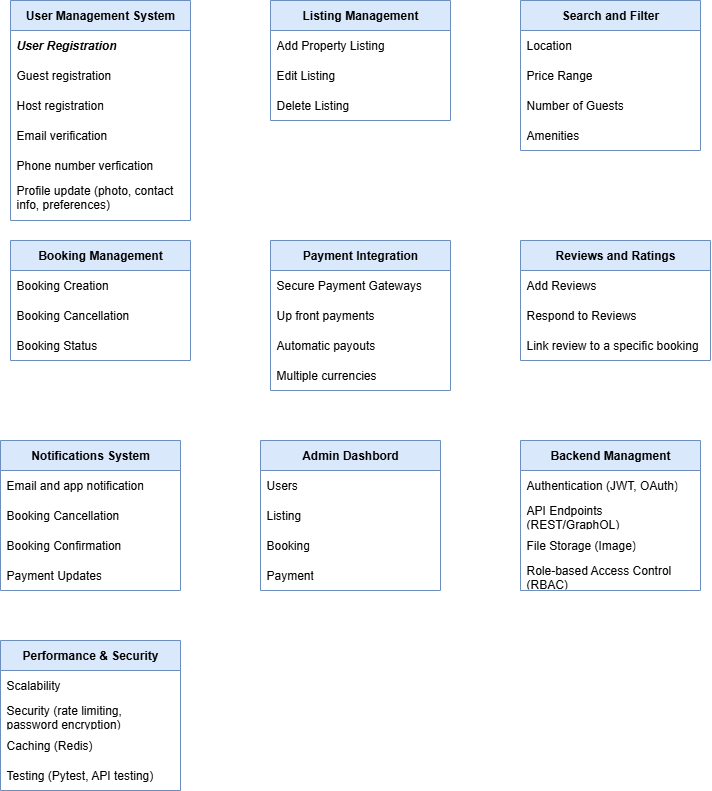 User Management System
User Registration
Guest registration
Host registration
Email verification
Phone number verfication
Profile update (photo, contact
info, preferences)
Listing Management
Add Property Listing
Edit Listing
Delete Listing
Search and Filter
Location
Price Range
Number of Guests
Amenities
Booking Management
Booking Creation
Booking Cancellation
Booking Status
Payment Integration
Secure Payment Gateways
Up front payments
Automatic payouts
Multiple currencies
Reviews and Ratings
Add Reviews
Respond to Reviews
Link review to a specific booking
Notifications System
Email and app notification
Booking Cancellation
Booking Confirmation
Payment Updates
Admin Dashbord
Users
Listing
Booking
Payment
Backend Managment
Authentication (JWT, OAuth)
API Endpoints
(REST/GraphQL)
File Storage (Image)
Role-based Access Control
(RBAC)
Performance & Security
Scalability
Security (rate limiting,
password encryption)
Caching (Redis)
Testing (Pytest, API testing)